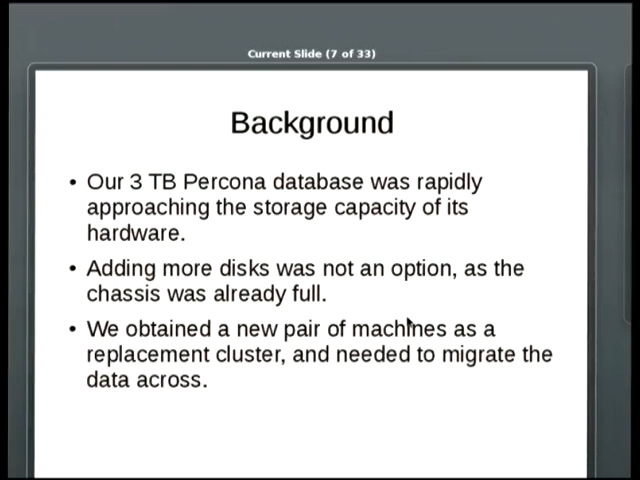 Current Slide (7 of 33)
Background
• Our 3 TB Percona database was rapidly
approaching the storage capacity of its
hardware.
• Adding more disks was not an option, as the
chassis was already full.
• We obtained a new pair of machines as a
replacement cluster, and needed to migrate the
data across.